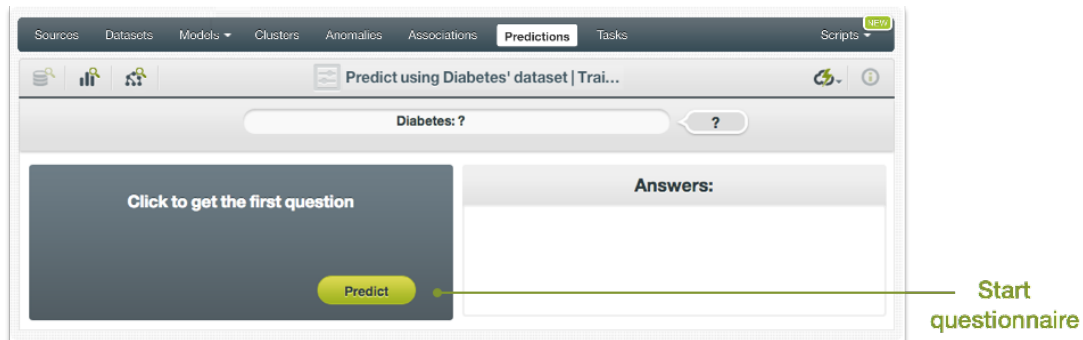 NEW
Sources Datasets Models Clusters Anomalies Associations Predictions Tasks Scripts
Predict using Diabetes' dataset | Trai...
Diabetes: ? ?
Click to get the first question
Answers:
Predict
Start
questionnaire